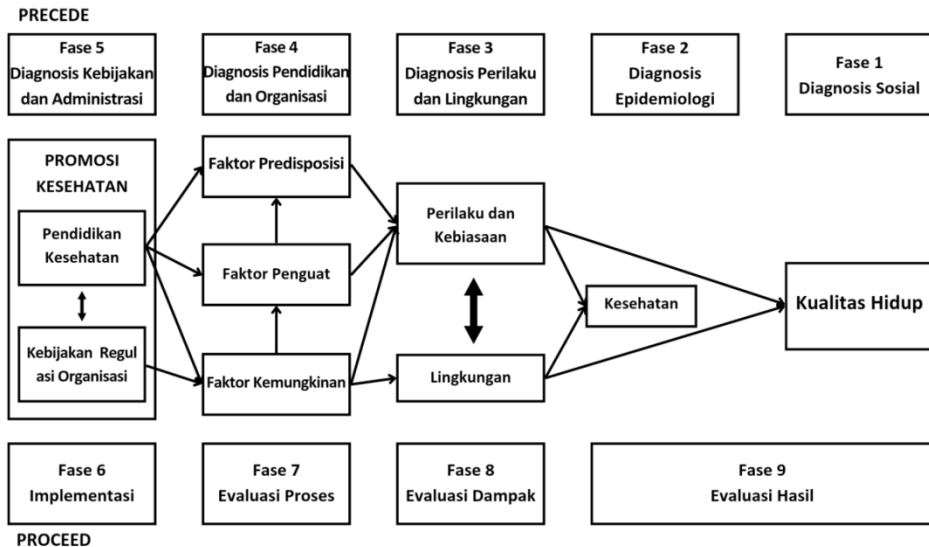 PRECEDE
Fase 5
Diagnosis Kebijakan
dan Administrasi
Fase 4
Diagnosis Pendidikan
dan Organisasi
Fase 3
Diagnosis Perilaku
dan Lingkungan
Fase 2
Diagnosis
Epidemiologi
Fase 1
Diagnosis Sosial
PROMOSI
KESEHATAN
Pendidikan
Kesehatan
Kebijakan Regul
asi Organisasi
Faktor Predisposisi
Faktor Penguat
Faktor Kemungkinan
Perilaku dan
Kebiasaan
Lingkungan
Kesehatan
Kualitas Hidup
Fase 6
Implementasi
Fase 7
Evaluasi Proses
Fase 8
Evaluasi Dampak
Fase 9
Evaluasi Hasil
PROCEED